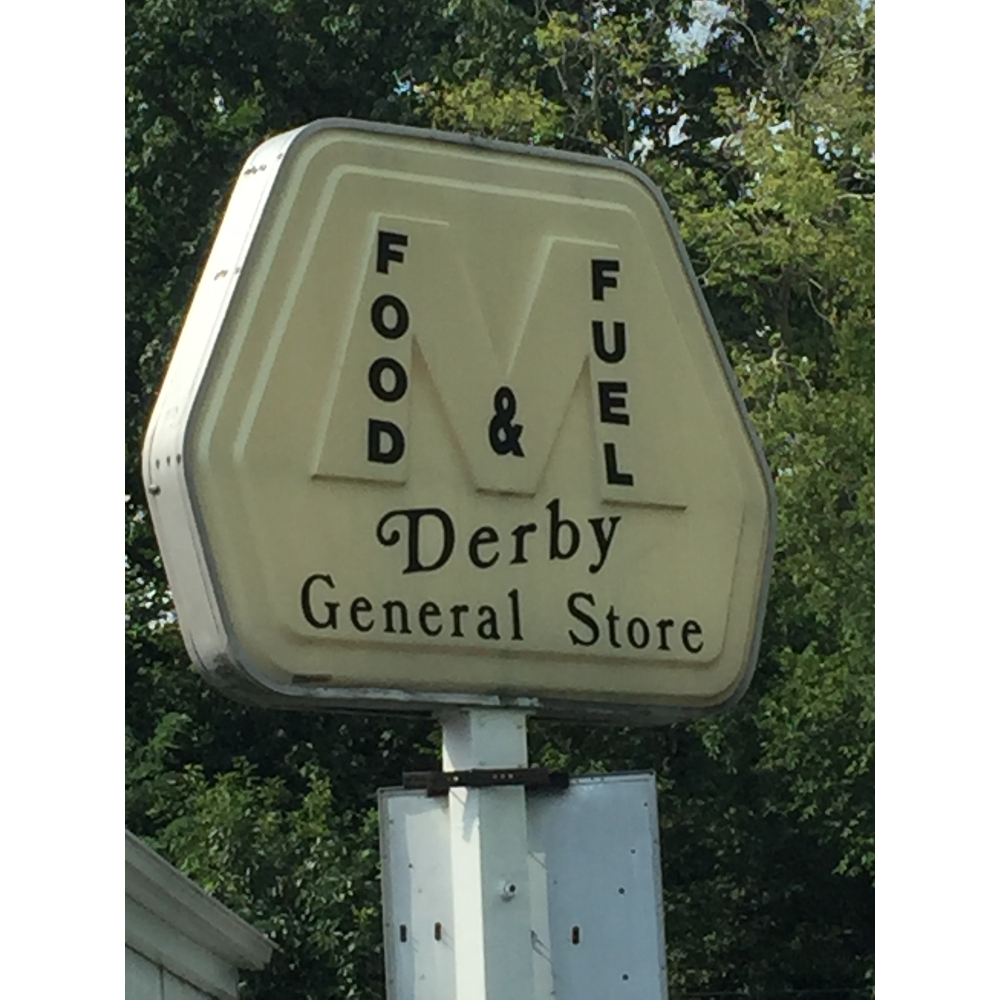 FOOD
&
FUEL
Derby
General Store
M